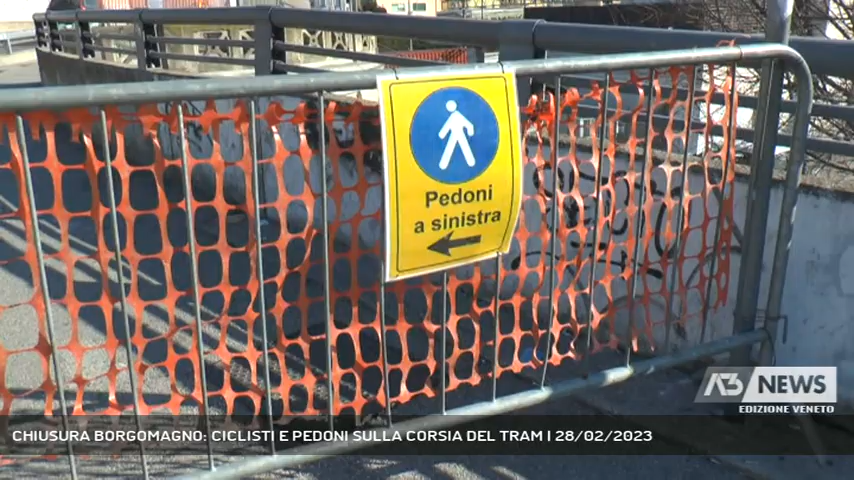 Pedoni
a sinistra
A3 NEWS
EDIZIONE VENETO
CHIUSURA BORGOMAGNO: CICLISTI E PEDONI SULLA CORSIA DEL TRAM | 28/02/2023